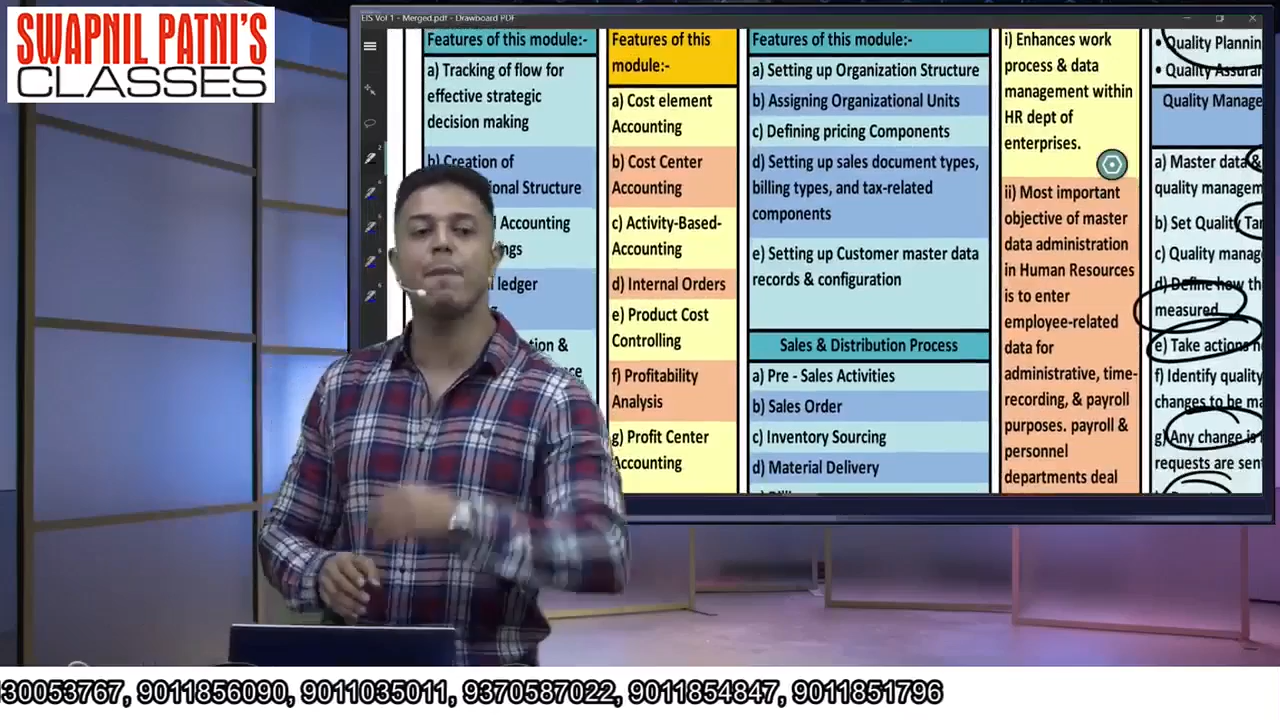 SWAPNIL PATNI'S
CLASSES
EIS Vol 1 - Merged.pdf - Drawboard PDF
Features of this module:-
a) Tracking of flow for
effective strategic
decision making
b) Creation of
Structure
Accounting
ledger
&
Features of this
module:-
a) Cost element
Accounting
b) Cost Center
Accounting
c) Activity-Based-
Accounting
d) Internal Orders
e) Product Cost
Controlling
f) Profitability
Analysis
g) Profit Center
Accounting
Features of this module:-
a) Setting up Organization Structure
b) Assigning Organizational Units
c) Defining pricing Components
d) Setting up sales document types,
billing types, and tax-related
components
e) Setting up Customer master data
records & configuration
Sales & Distribution Process
a) Pre - Sales Activities
b) Sales Order
c) Inventory Sourcing
d) Material Delivery
i) Enhances work
process & data
management within
HR dept of
enterprises.
ii) Most important
objective of master
data administration
in Human Resources
is to enter
employee-related
data for
administrative, time-
recording, & payroll
purposes. payroll &
personnel
departments deal
• Quality
• Quality
Quality
a) Master data &
quality
b) Set Quality
c) Quality
d) Define how
measured
e) Take actions
f) Identify quality
changes to be
g) Any change is
requests are
30053767, 9011856090, 9011035011, 9370587022, 9011854847, 9011851796